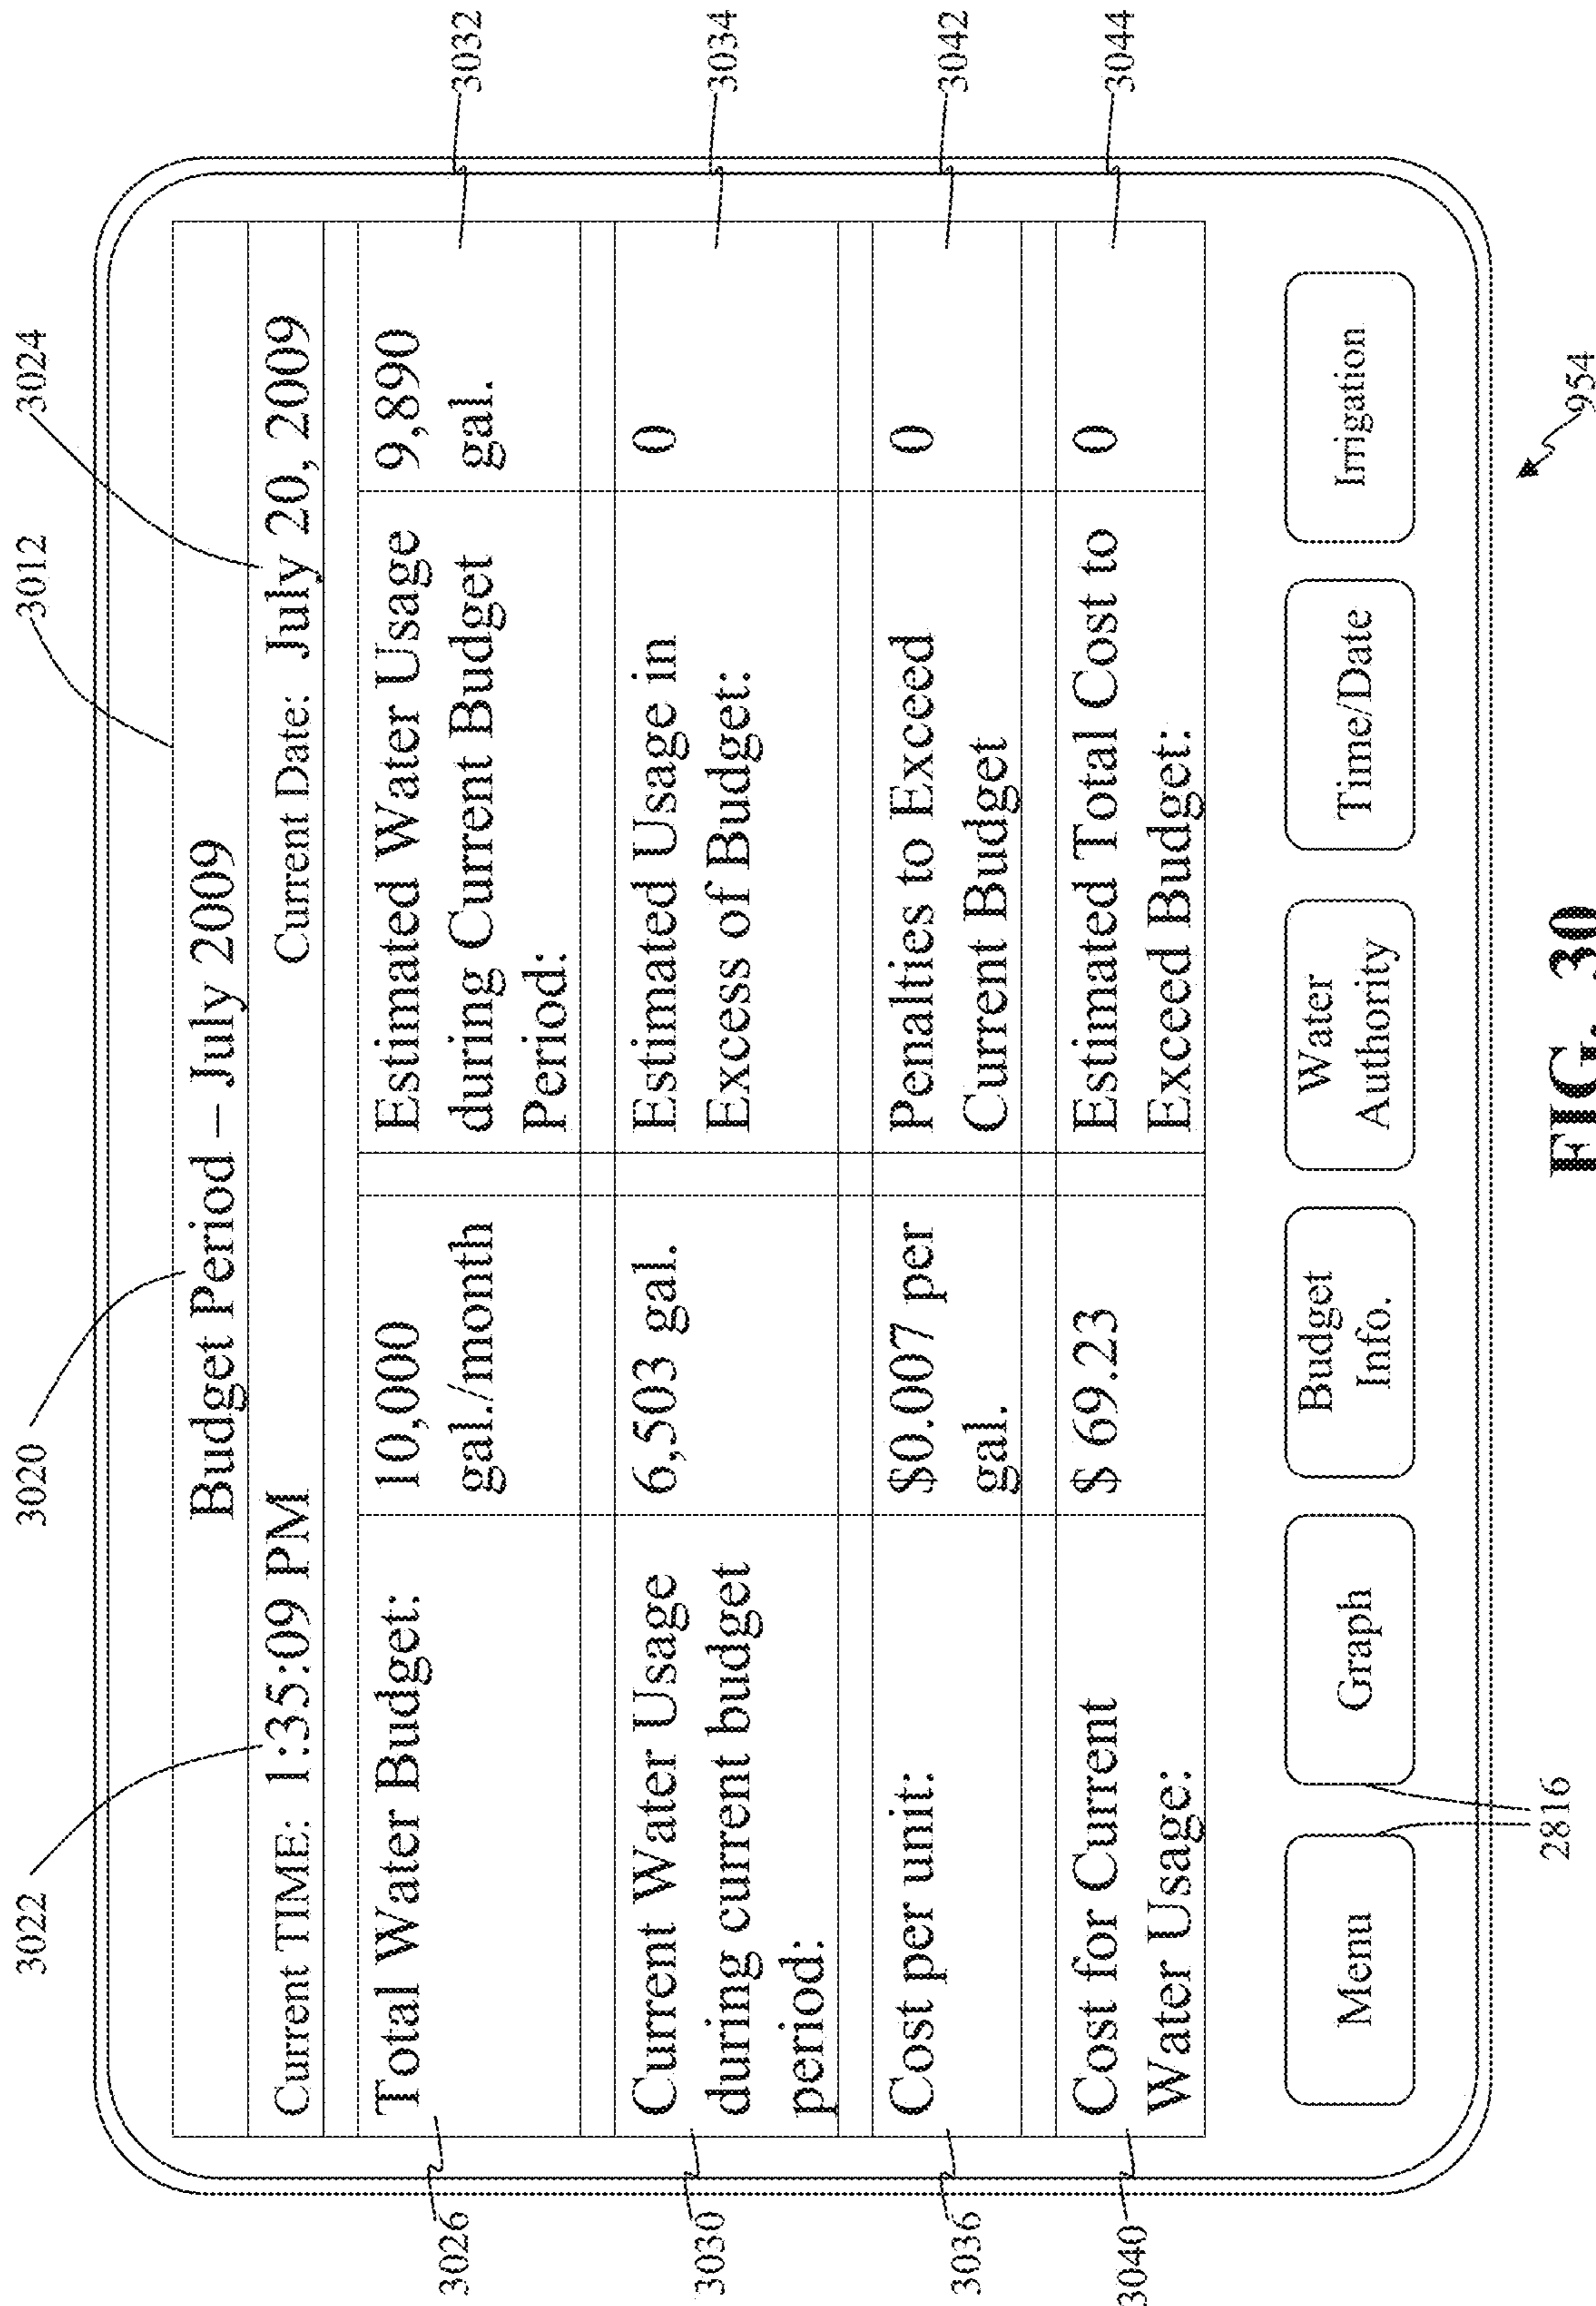 3020
3012
3024
3022
Budget Period – July 2009
Current TIME: 1:35:09 PM
Current Date: July 20, 2009
3026
Total Water Budget:
10,000
gal./month
Estimated Water Usage
during Current Budget
Period:
9,890
gal.
3032
3030
Current Water Usage
during current budget
period:
6,503 gal.
Estimated Usage in
Excess of Budget:
0
3034
3036
Cost per unit:
$0.007 per
gal.
Penalties to Exceed
Current Budget
0
3042
3040
Cost for Current
Water Usage:
$ 69.23
Estimated Total Cost to
Exceed Budget:
0
3044
Menu
Graph
Budget
Info.
Water
Authority
Time/Date
Irrigation
2816
954
FIG. 30